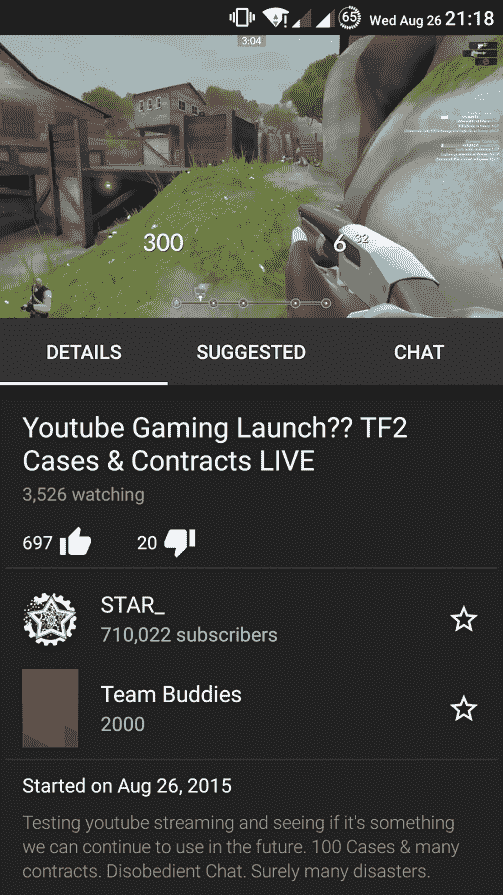 65 Wed Aug 26 21:18
3:04
300
6 32
DETAILS SUGGESTED CHAT
Youtube Gaming Launch?? TF2
Cases & Contracts LIVE
3,526 watching
697 20
STAR_
710,022 subscribers
Team Buddies
2000
Started on Aug 26, 2015
Testing youtube streaming and seeing if it's something
we can continue to use in the future. 100 Cases & many
contracts. Disobedient Chat. Surely many disasters.